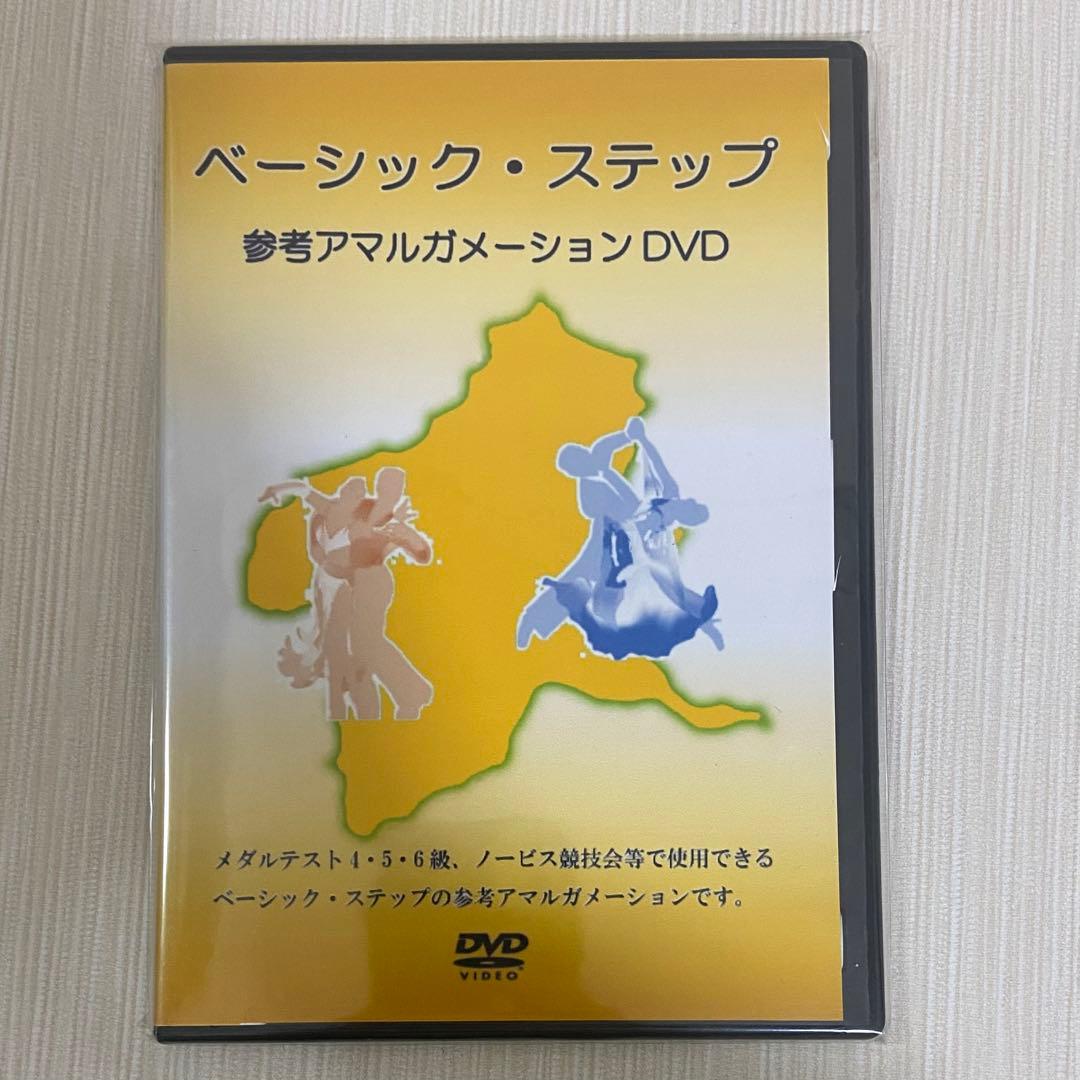 ベーシック・ステップ
参考アマルガメーションDVD
メダルテスト4・5・6級、ノービス競技会等で使用できる
ベーシック・ステップの参考アマルガメーションです。
DVD
VIDEO